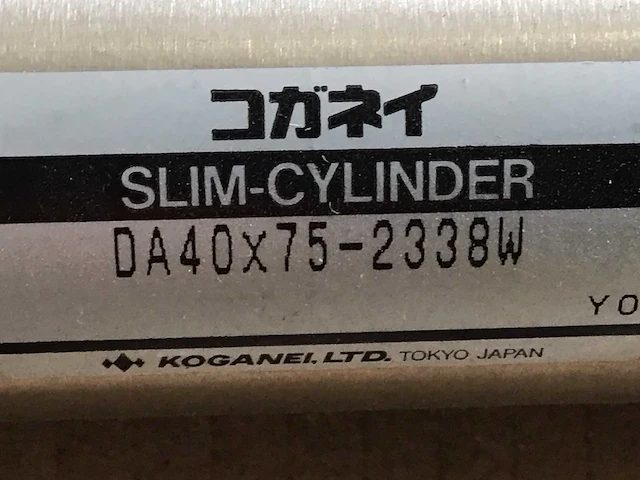 コガネイ
SLIM-CYLINDER
DA40x75-2338W
YO
KOGANEI,LTD. TOKYO JAPAN